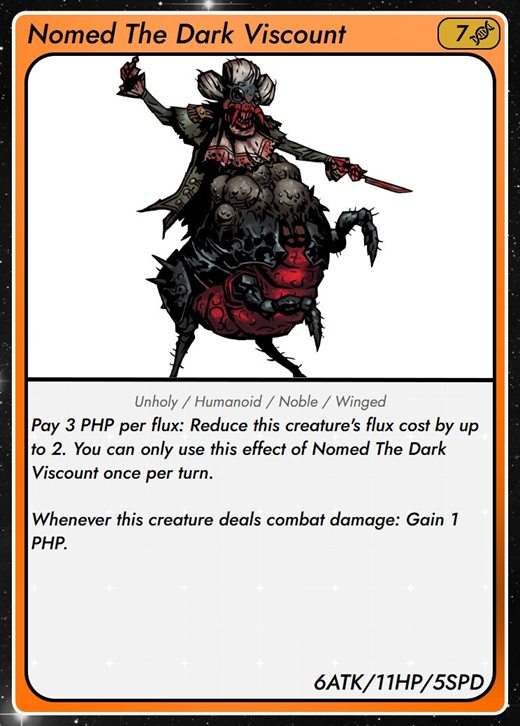 Nomed The Dark Viscount
7
Unholy / Humanoid / Noble / Winged
Pay 3 PHP per flux: Reduce this creature's flux cost by up
to 2. You can only use this effect of Nomed The Dark
Viscount once per turn.
Whenever this creature deals combat damage: Gain 1
PHP.
6ATK/11HP/5SPD